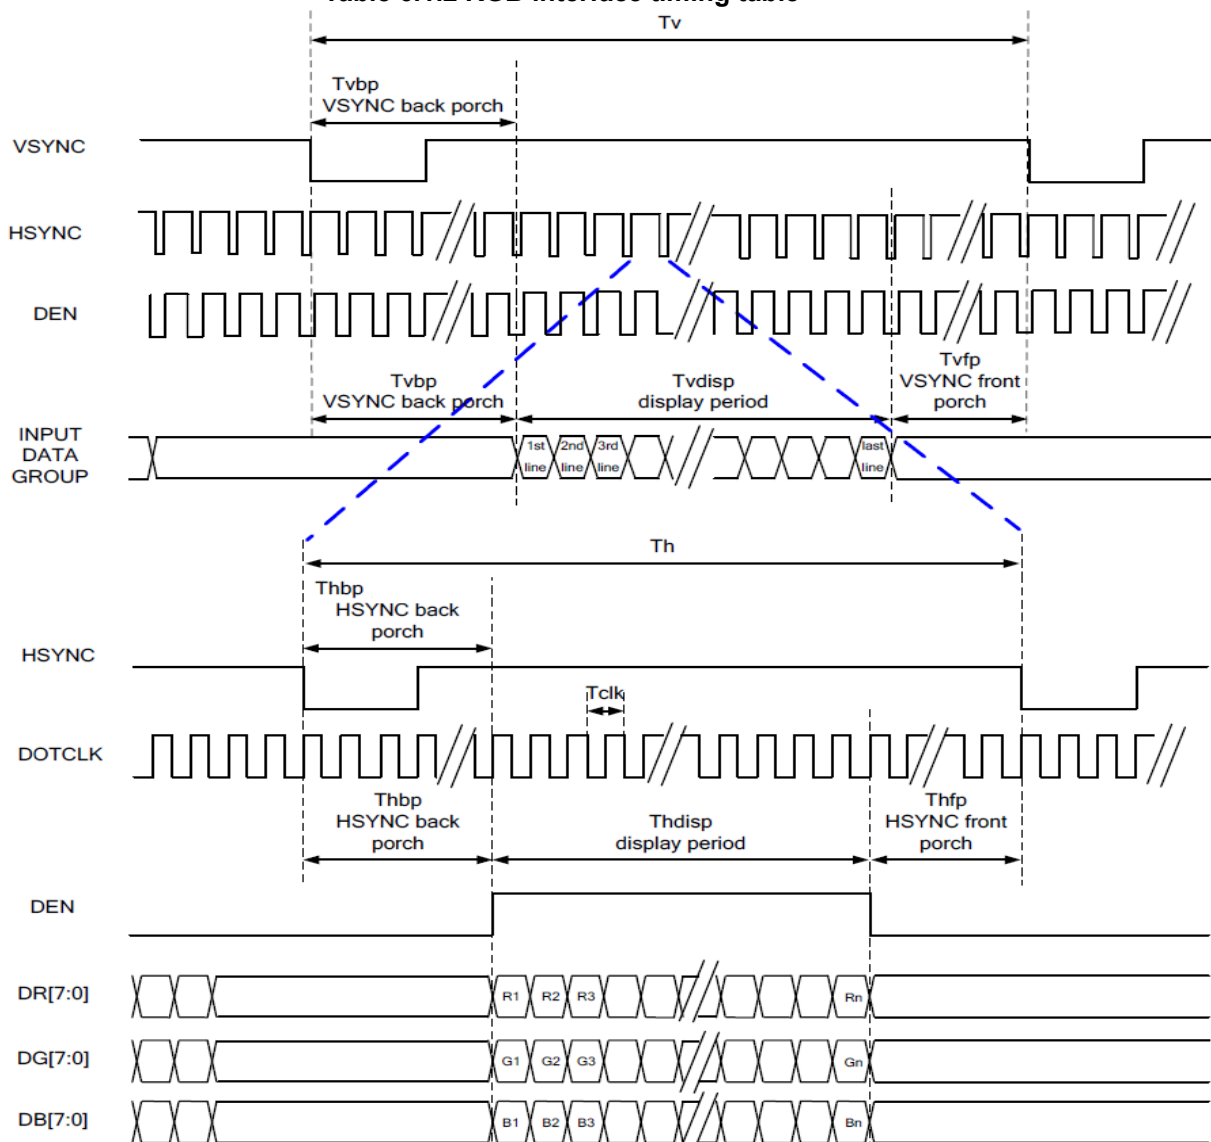 Tv
Tvbp
VSYNC back porch
VSYNC
HSYNC
DEN
Tvbp
VSYNC back porch
Tvdisp
display period
Tvfp
VSYNC front
porch
INPUT
DATA
GROUP
1st
line
2nd
line
3rd
line
last
line
Th
Thbp
HSYNC back
porch
HSYNC
Tclk
DOTCLK
Thbp
HSYNC back
porch
Thdisp
display period
Thfp
HSYNC front
porch
DEN
DR[7:0]
R1 R2 R3 Rn
DG[7:0]
G1 G2 G3 Gn
DB[7:0]
B1 B2 B3 Bn